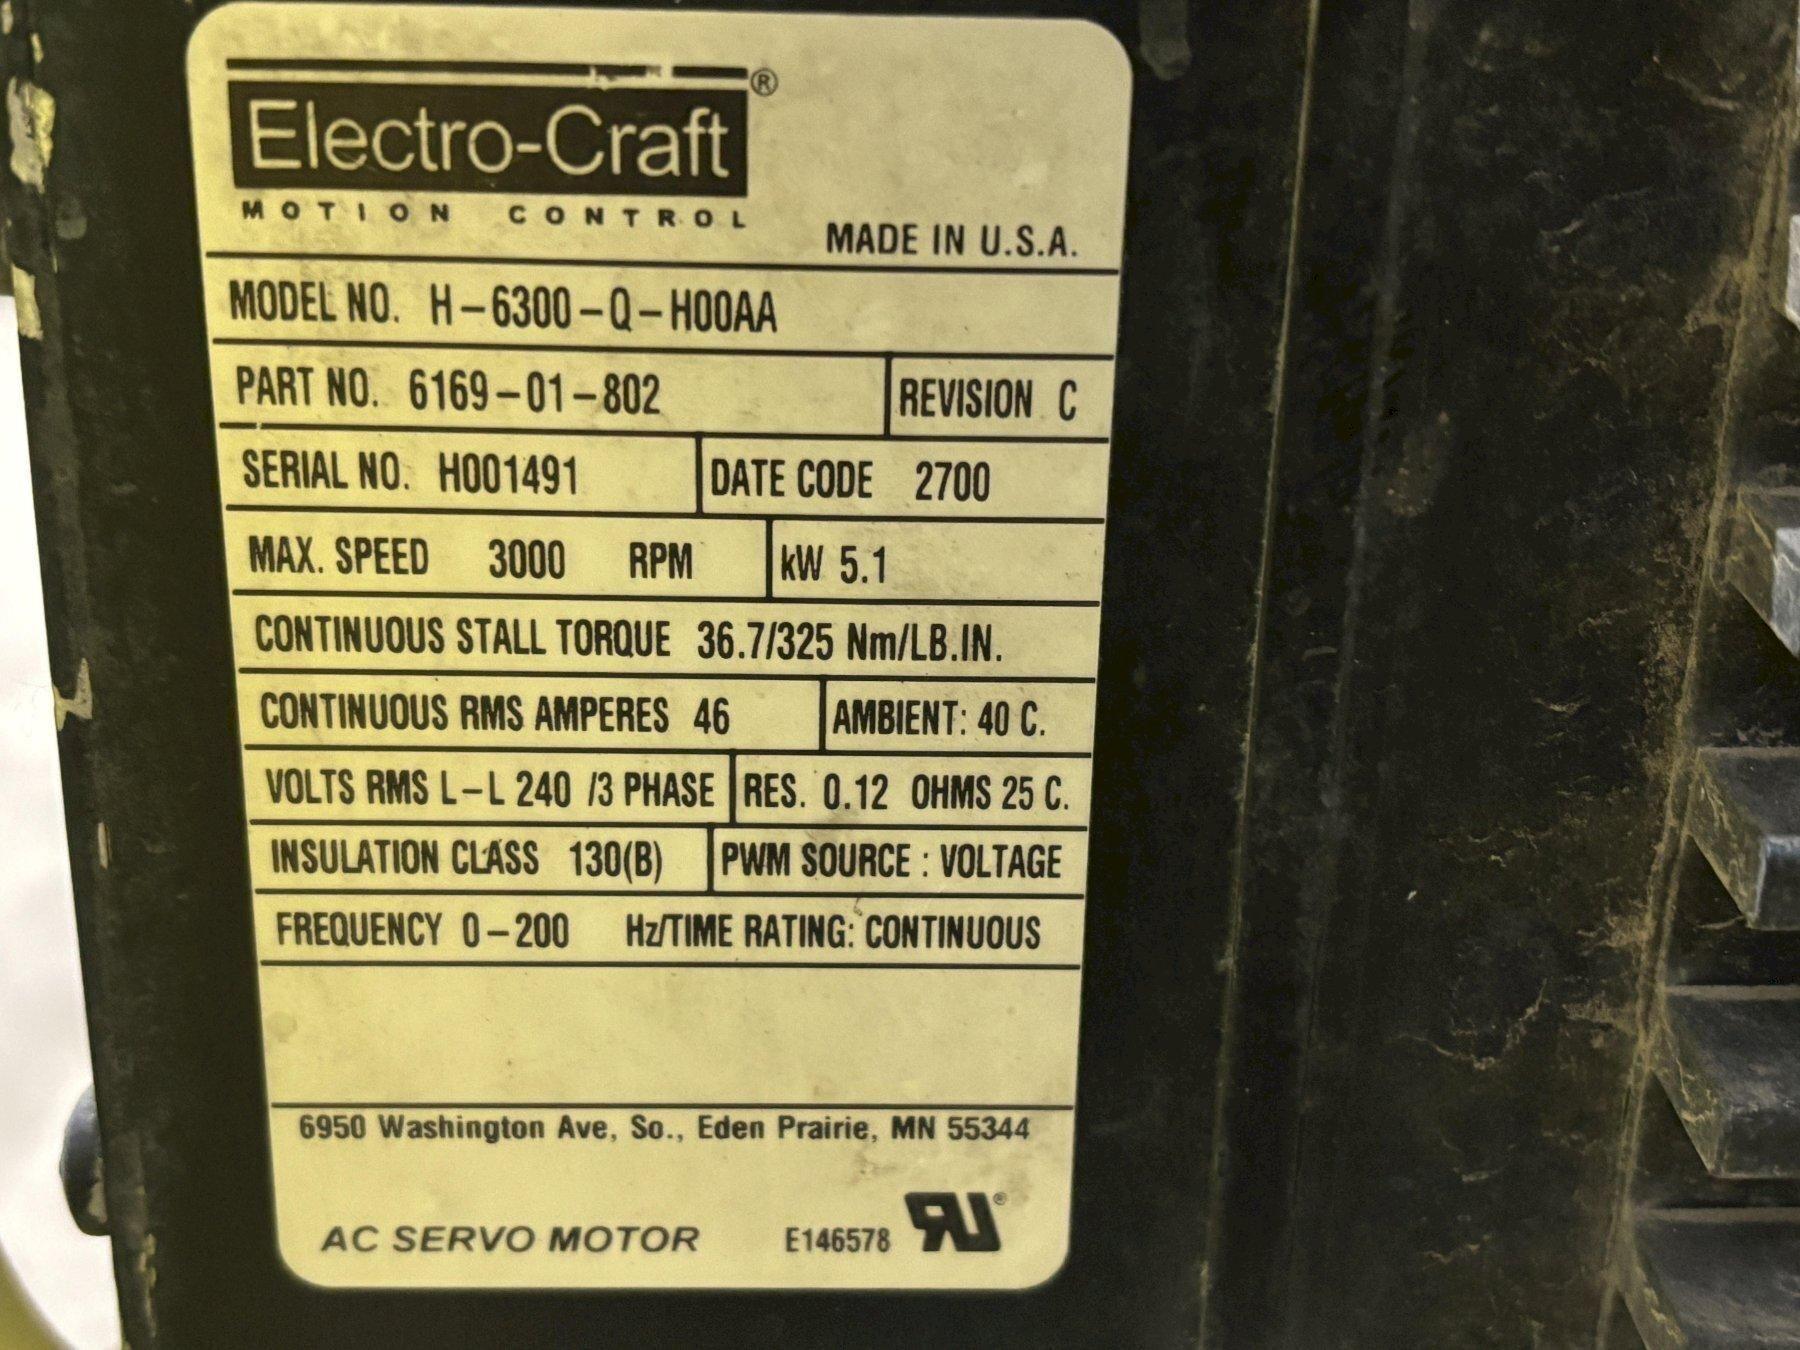 Electro-Craft®
MOTION CONTROL
MADE IN U.S.A.
MODEL NO. H-6300-Q-H00AA
PART NO. 6169-01-802 REVISION C
SERIAL NO. H001491 DATE CODE 2700
MAX. SPEED 3000 RPM kW 5.1
CONTINUOUS STALL TORQUE 36.7/325 Nm/LB.IN.
CONTINUOUS RMS AMPERES 46 AMBIENT: 40 C.
VOLTS RMS L-L 240 /3 PHASE RES. 0.12 OHMS 25 C.
INSULATION CLASS 130(B) PWM SOURCE : VOLTAGE
FREQUENCY 0-200 Hz/TIME RATING: CONTINUOUS
6950 Washington Ave, So., Eden Prairie, MN 55344
AC SERVO MOTOR E146578 RU®